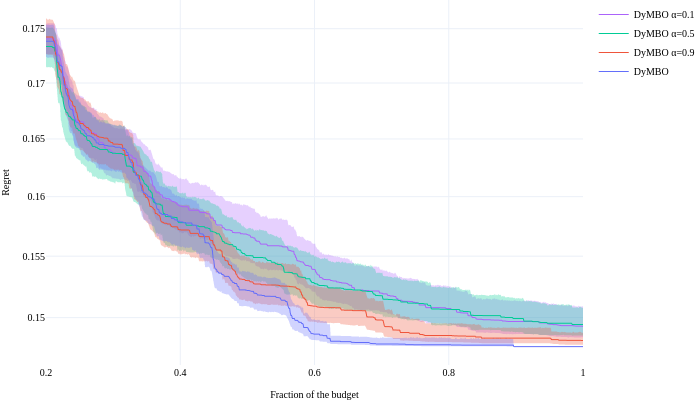 DyMBO α=0.1
DyMBO α=0.5
DyMBO α=0.9
DyMBO
Regret
0.175
0.17
0.165
0.16
0.155
0.15
0.2
0.4
0.6
0.8
1
Fraction of the budget